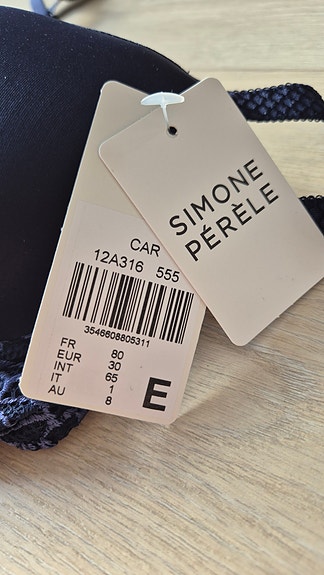 SIMONE
PÉRÈLE
CAR
12A316 555
3546608805311
FR 80
EUR 30
INT 65
IT 1
AU 8
E